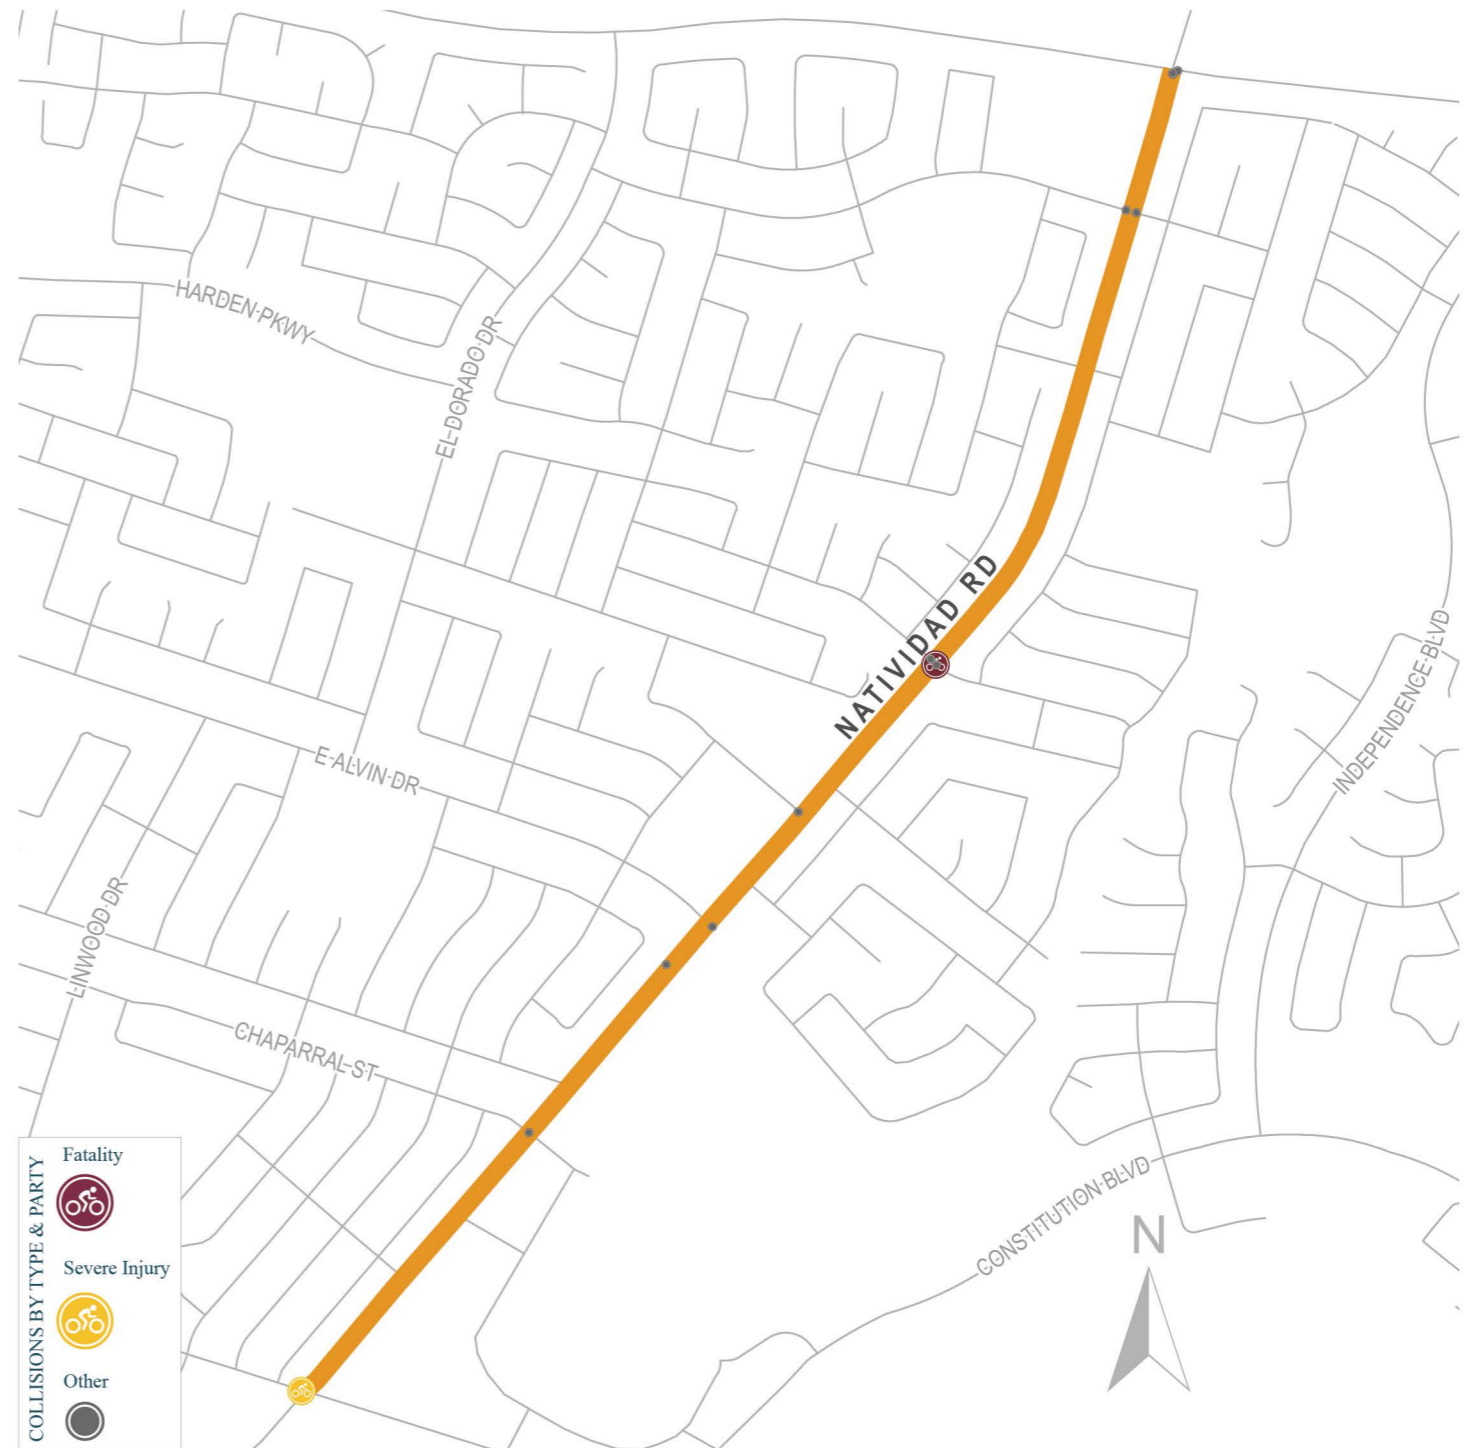 HARDEN PKWY
EL DORADO DR
NATIVIDAD RD
INDEPENDENCE BLVD
E ALVIN DR
LINWOOD DR
CHAPARRAL ST
CONSTITUTION BLVD
N
COLLISIONS BY TYPE & PARTY
Fatality
Severe Injury
Other